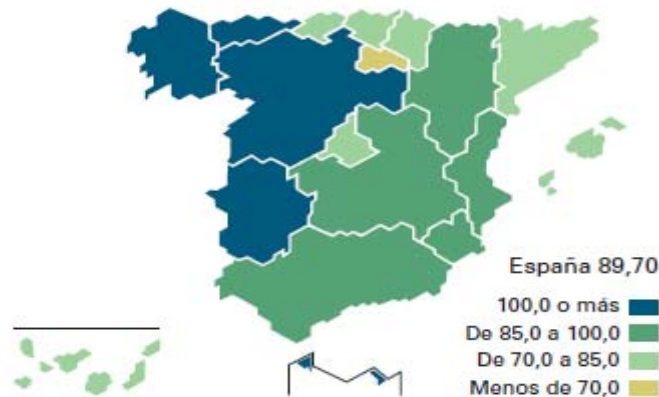 España 89,70
100,0 o más
De 85,0 a 100,0
De 70,0 a 85,0
Menos de 70,0